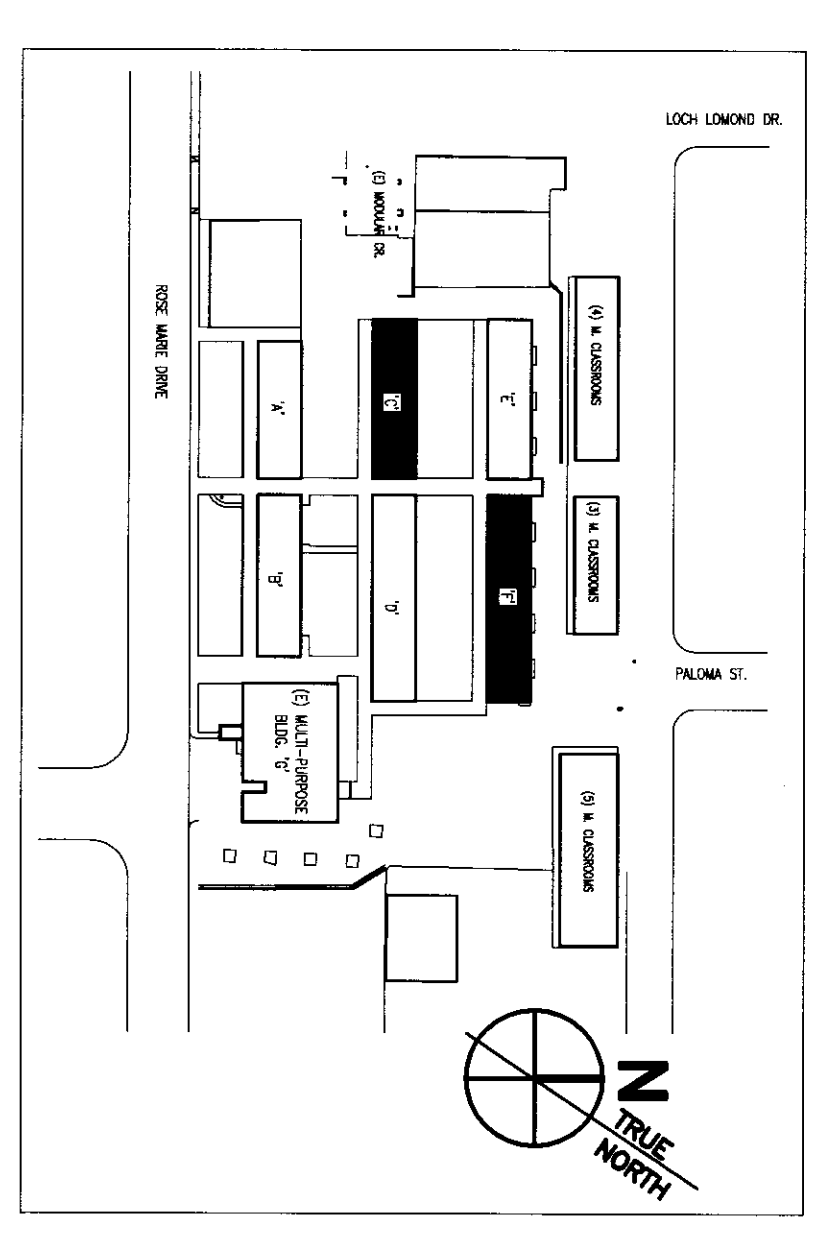 LOCH LOMOND DR.
(E) MODULAR CR.
ROSE MARIE DRIVE
(4) M. CLASSROOMS
'A'
'C'
'E'
(3) M. CLASSROOMS
'B'
'D'
'F'
PALOMA ST.
(E) MULTI-PURPOSE
BLDG. 'G'
(5) M. CLASSROOMS
N
TRUE
NORTH